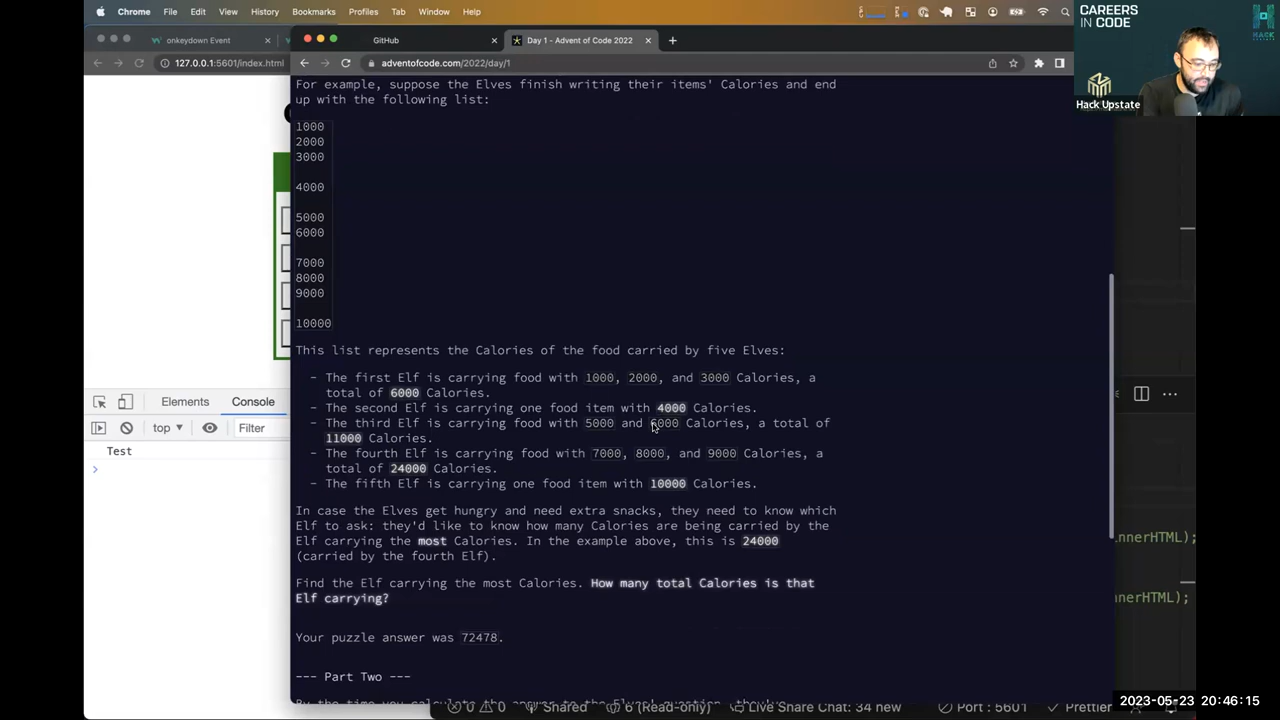 Chrome File Edit View History Bookmarks Profiles Tab Window Help
CAREERS
IN CODE
HACK
UPSTATE
Hack Upstate
onkeydown Event
GitHub
Day 1 - Advent of Code 2022
127.0.0.1:5601/index.html
adventofcode.com/2022/day/1
For example, suppose the Elves finish writing their items' Calories and end
up with the following list:
1000
2000
3000
4000
5000
6000
7000
8000
9000
10000
This list represents the Calories of the food carried by five Elves:
- The first Elf is carrying food with 1000, 2000, and 3000 Calories, a
total of 6000 Calories.
- The second Elf is carrying one food item with 4000 Calories.
- The third Elf is carrying food with 5000 and 6000 Calories, a total of
11000 Calories.
- The fourth Elf is carrying food with 7000, 8000, and 9000 Calories, a
total of 24000 Calories.
- The fifth Elf is carrying one food item with 10000 Calories.
In case the Elves get hungry and need extra snacks, they need to know which
Elf to ask: they'd like to know how many Calories are being carried by the
Elf carrying the most Calories. In the example above, this is 24000
(carried by the fourth Elf).
Find the Elf carrying the most Calories. How many total Calories is that
Elf carrying?
Your puzzle answer was 72478.
--- Part Two ---
Elements Console
top Filter
Test
nnerHTML);
nerHTML);
0 0 Shared 6 (Read-only) Live Share Chat: 34 new Port : 5601 Prettier
2023-05-23 20:46:15